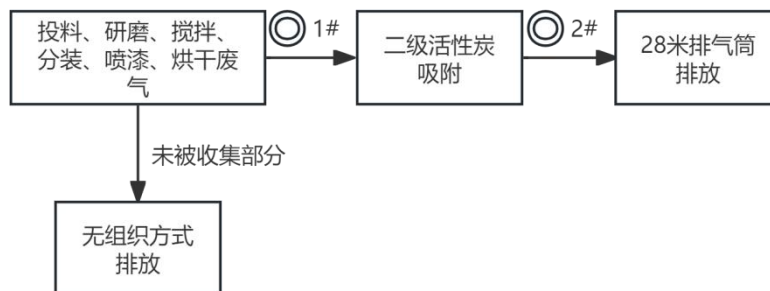 投料、研磨、搅拌、
分装、喷漆、烘干废
气
◎ 1#
二级活性炭
吸附
◎ 2#
28米排气筒
排放
未被收集部分
无组织方式
排放